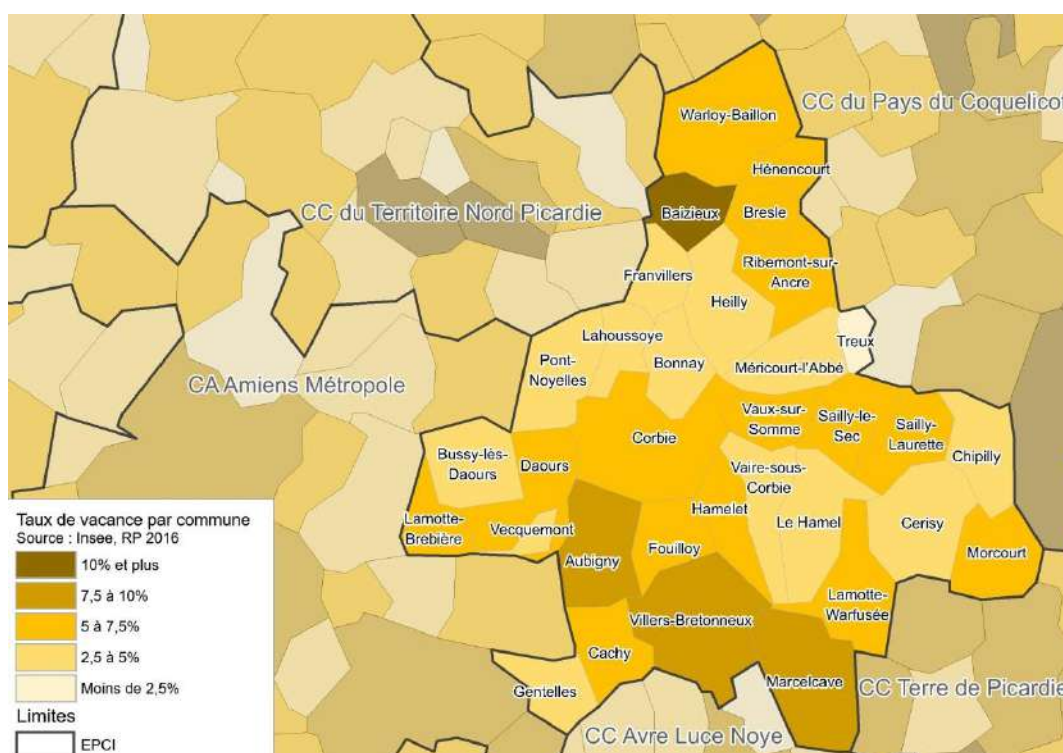 CC du Pays du Coquelicot
Warloy-Baillon
Hénencourt
CC du Territoire Nord Picardie
Baizieux
Bresle
Franvillers
Ribemont-sur-
Ancre
Heilly
Lahoussoye
Treux
Pont-
Noyelles
Bonnay
Méricourt-l'Abbé
CA Amiens Métropole
Vaux-sur-
Somme
Sailly-le-
Sec
Sailly-
Laurette
Corbie
Bussy-lès-
Daours
Daours
Vaire-sous-
Corbie
Chipilly
Lamotte-
Brebière
Vecquemont
Hamelet
Le Hamel
Cerisy
Aubigny
Fouilloy
Morcourt
Lamotte-
Warfusée
Villers-Bretonneux
Cachy
Gentelles
Marcelcave
CC Terre de Picardie
CC Avre Luce Noye
Taux de vacance par commune
Source : Insee, RP 2016
10% et plus
7,5 à 10%
5 à 7,5%
2,5 à 5%
Moins de 2,5%
Limites
EPCI